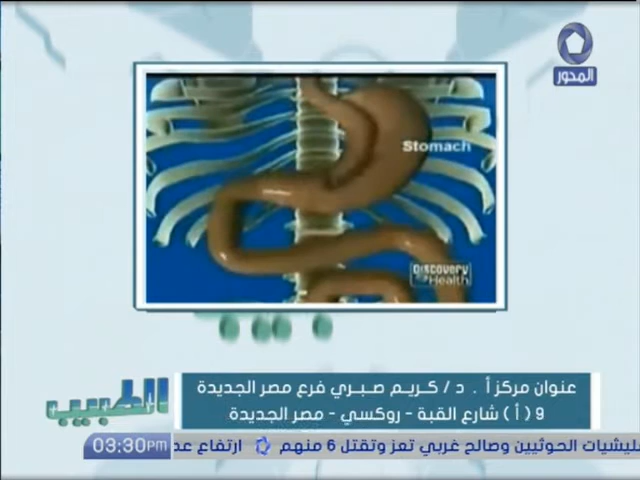 المحور
Stomach
Discovery
Health
عنوان مركز أ . د / كريم صبري فرع مصر الجديدة
9 ( أ ) شارع القبة - روكسي - مصر الجديدة
الطبيب
03:30PM
ليشيات الحوثيين وصالح غربي تعز وتقتل 6 منهم ارتفاع عد